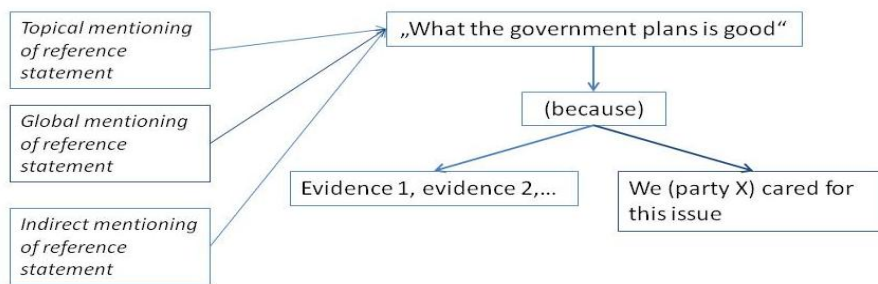 Topical mentioning
of reference
statement
„What the government plans is good“
Global mentioning
of reference
statement
(because)
Evidence 1, evidence 2,...
We (party X) cared for
this issue
Indirect mentioning
of reference
statement